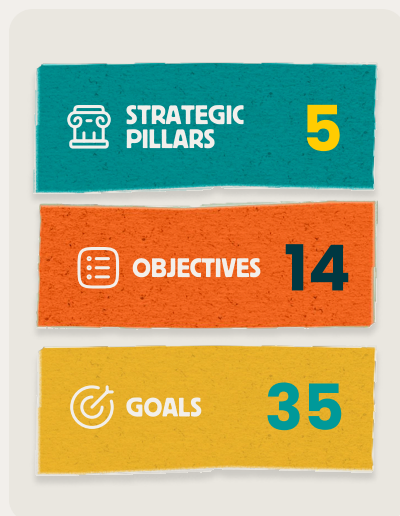 STRATEGIC
PILLARS
5
OBJECTIVES
14
GOALS
35